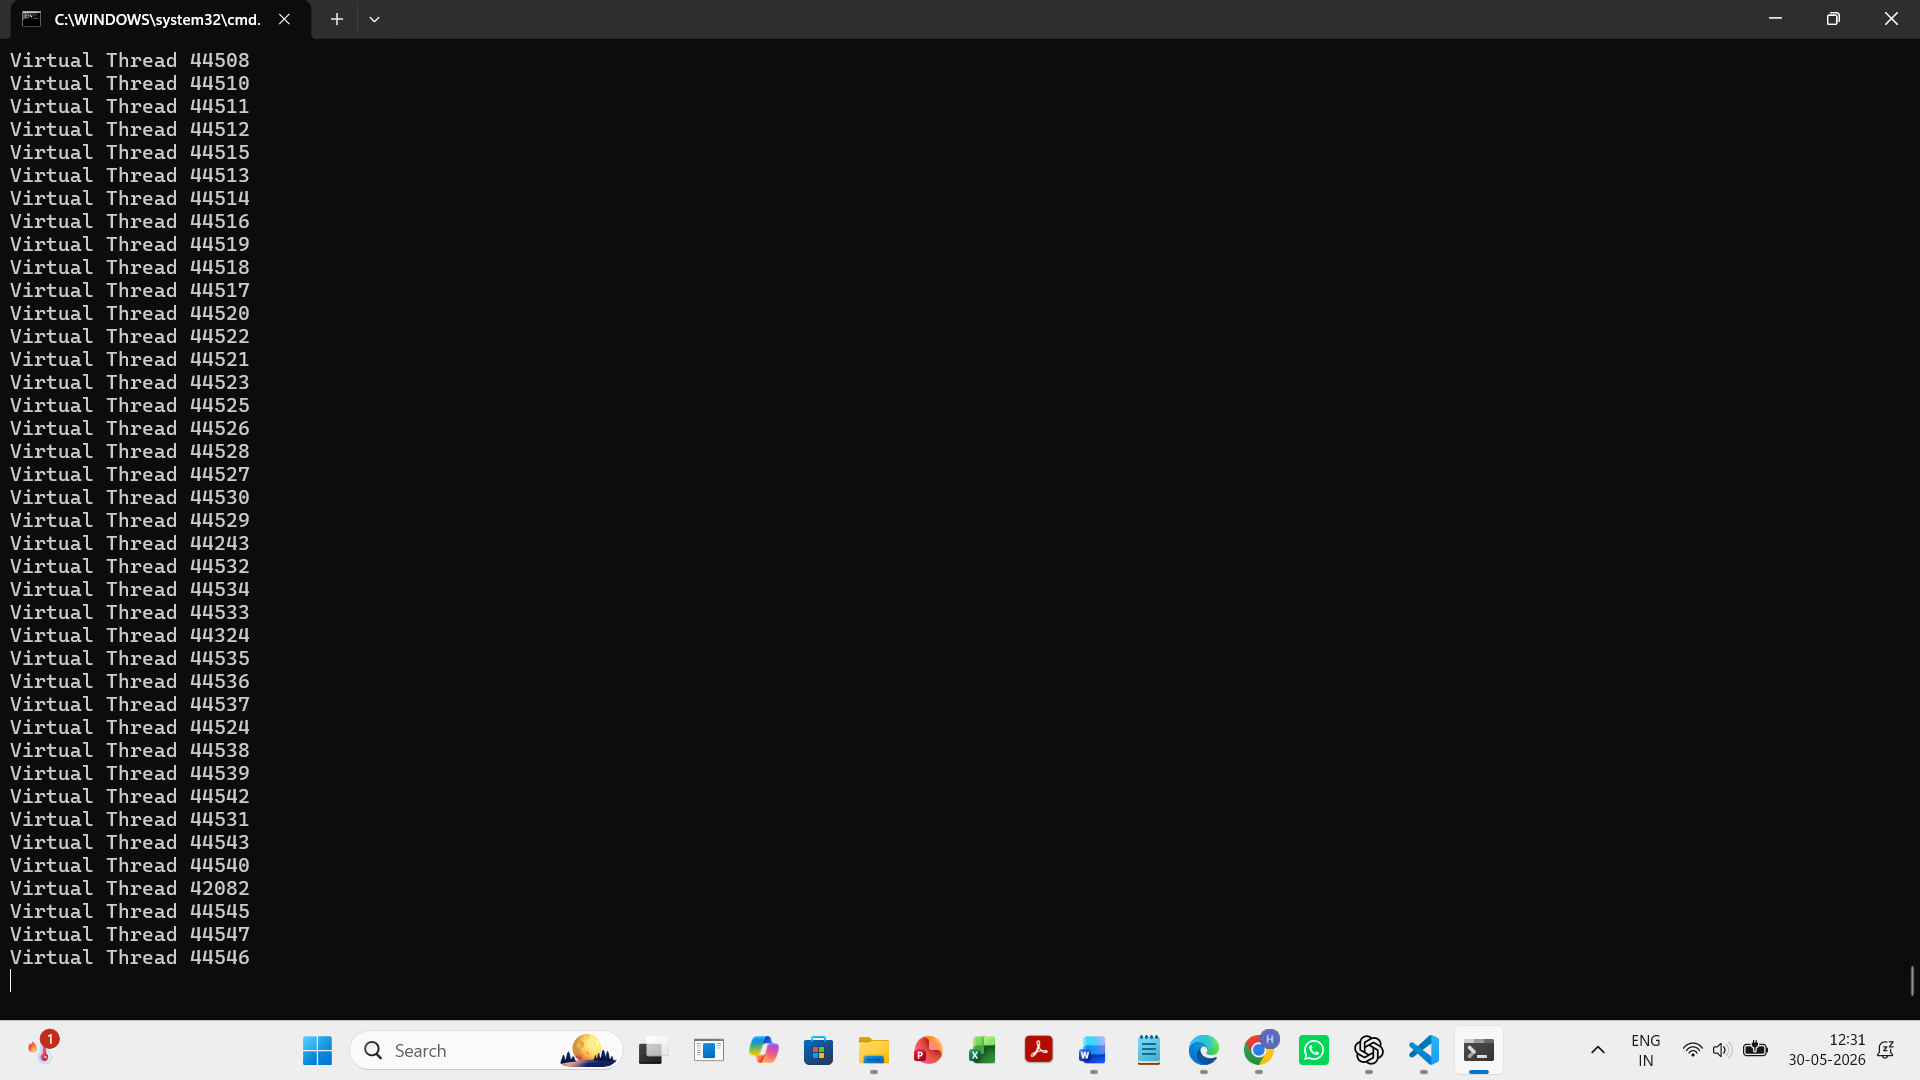 C:\WINDOWS\system32\cmd.
Virtual Thread 44508
Virtual Thread 44510
Virtual Thread 44511
Virtual Thread 44512
Virtual Thread 44515
Virtual Thread 44513
Virtual Thread 44514
Virtual Thread 44516
Virtual Thread 44519
Virtual Thread 44518
Virtual Thread 44517
Virtual Thread 44520
Virtual Thread 44522
Virtual Thread 44521
Virtual Thread 44523
Virtual Thread 44525
Virtual Thread 44526
Virtual Thread 44528
Virtual Thread 44527
Virtual Thread 44530
Virtual Thread 44529
Virtual Thread 44243
Virtual Thread 44532
Virtual Thread 44534
Virtual Thread 44533
Virtual Thread 44324
Virtual Thread 44535
Virtual Thread 44536
Virtual Thread 44537
Virtual Thread 44524
Virtual Thread 44538
Virtual Thread 44539
Virtual Thread 44542
Virtual Thread 44531
Virtual Thread 44543
Virtual Thread 44540
Virtual Thread 42082
Virtual Thread 44545
Virtual Thread 44547
Virtual Thread 44546
1
Search
P
X
W
H
ENG
IN
12:31
30-05-2026